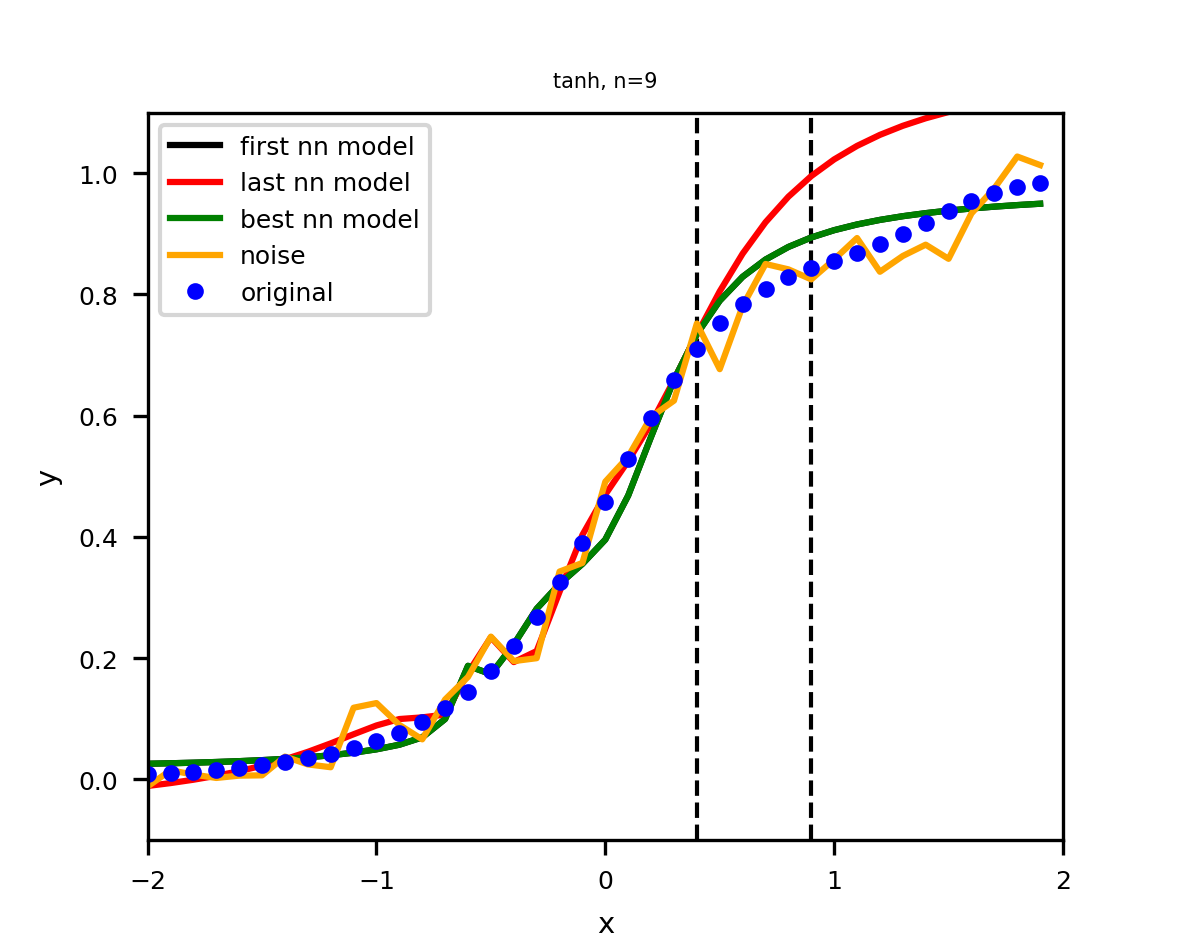 tanh, n=9
first nn model
last nn model
best nn model
noise
original
1.0
0.8
0.6
0.4
0.2
0.0
y
−2
−1
0
1
2
x